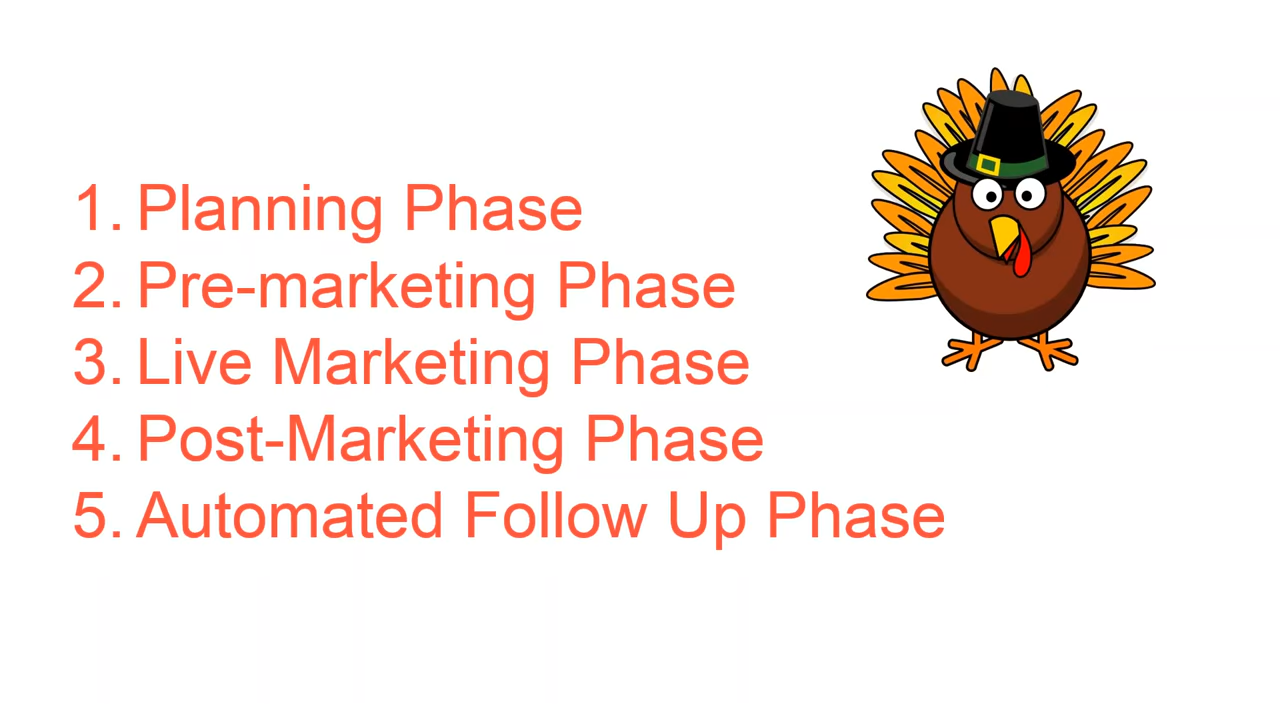 1. Planning Phase
2. Pre-marketing Phase
3. Live Marketing Phase
4. Post-Marketing Phase
5. Automated Follow Up Phase